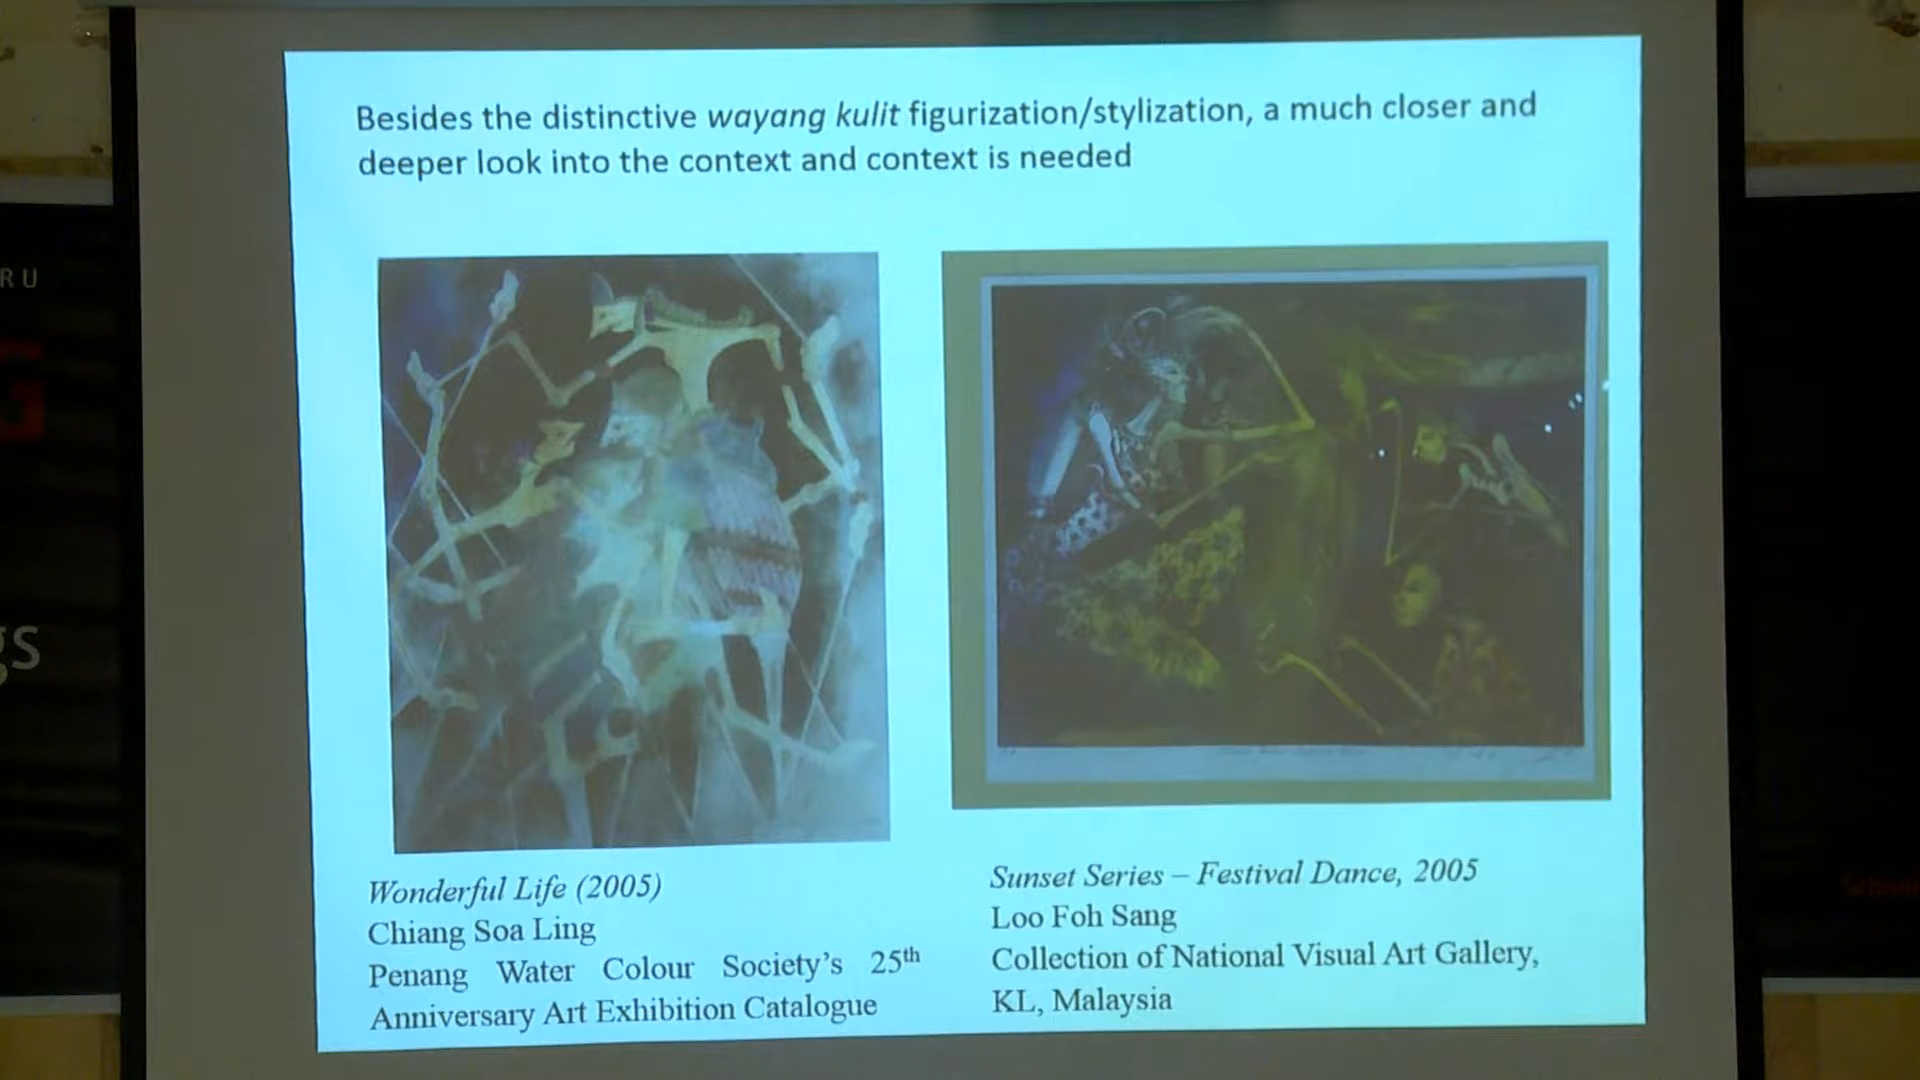 Besides the distinctive wayang kulit figurization/stylization, a much closer and
deeper look into the context and context is needed
RU
G
gs
Wonderful Life (2005)
Chiang Soa Ling
Penang Water Colour Society's 25th
Anniversary Art Exhibition Catalogue
Sunset Series – Festival Dance, 2005
Loo Foh Sang
Collection of National Visual Art Gallery,
KL, Malaysia